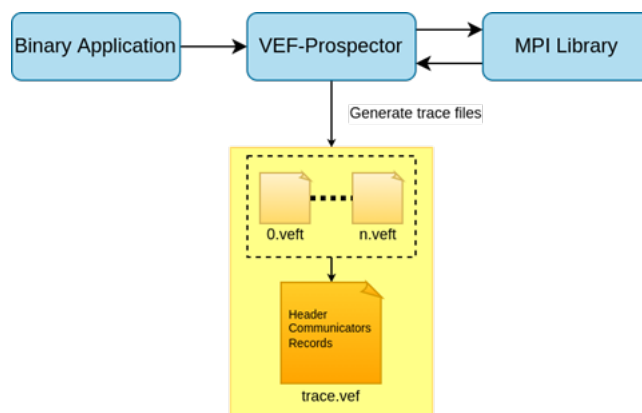 Binary Application
VEF-Prospector
MPI Library
Generate trace files
0.veft
n.veft
Header
Communicators
Records
trace.vef